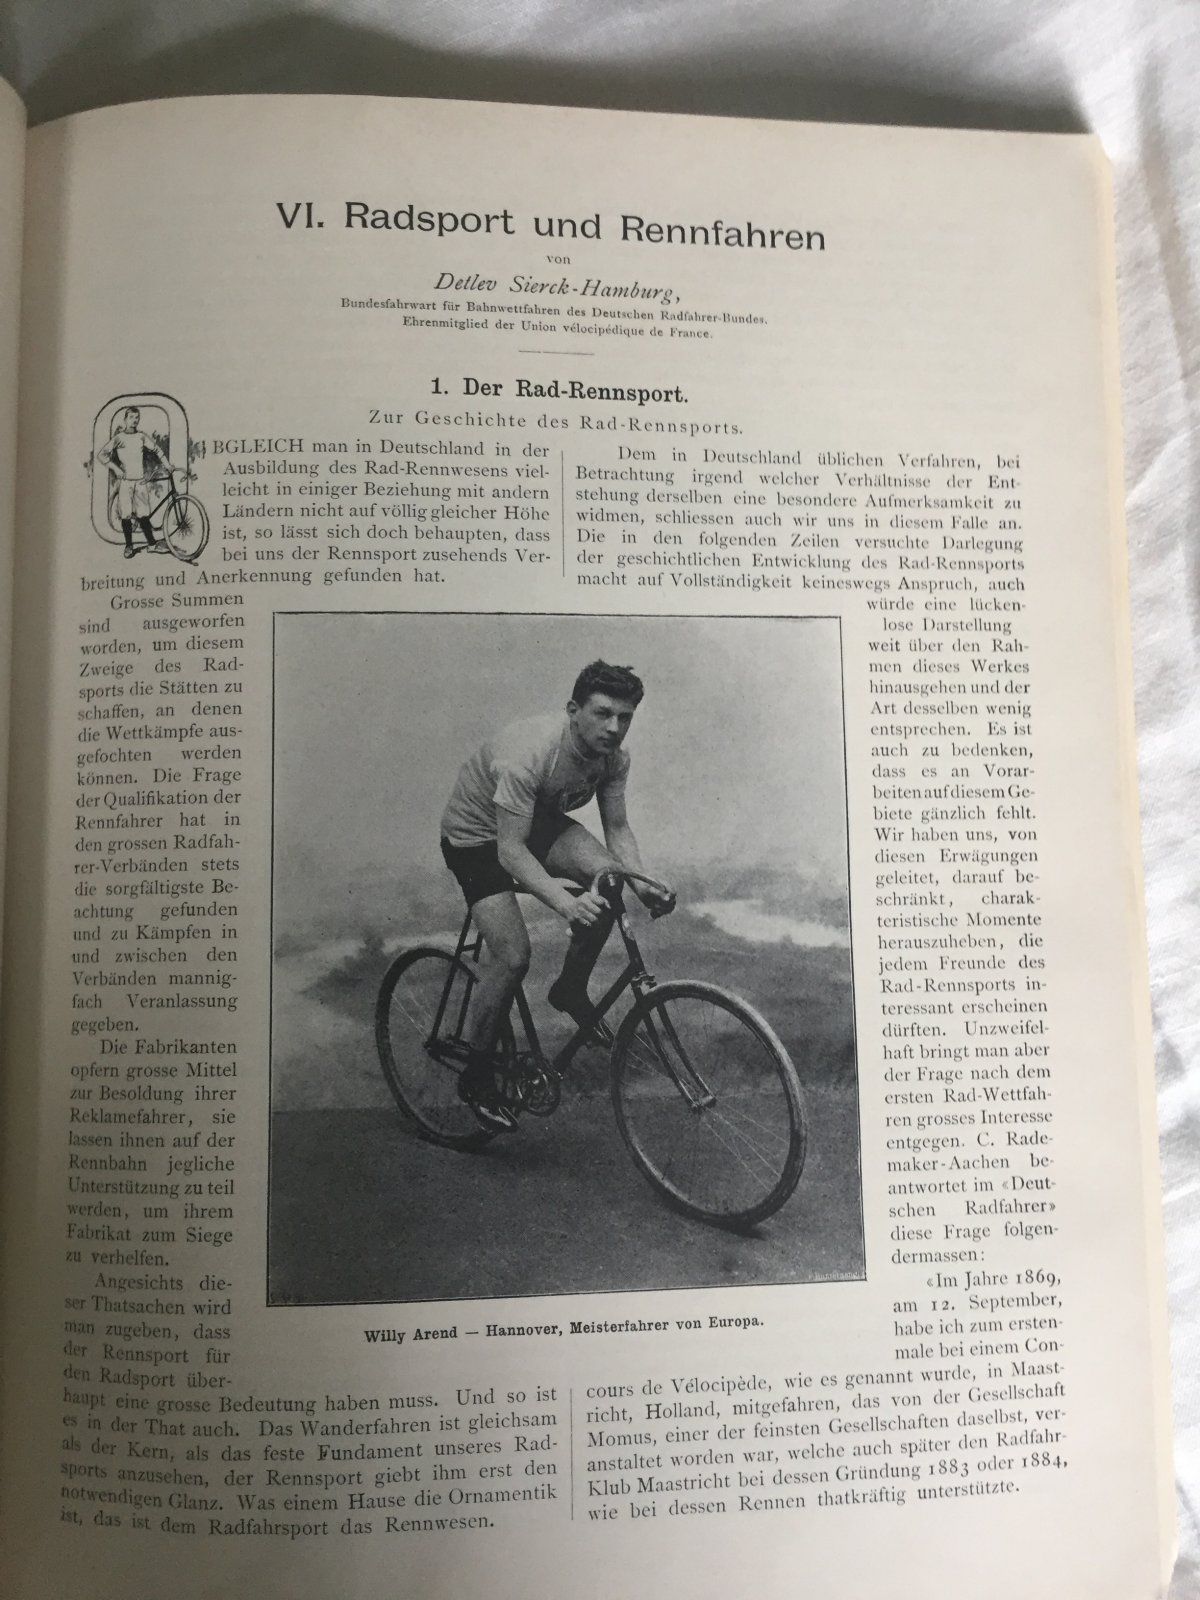 VI. Radsport und Rennfahren
von
Detlev Sierck-Hamburg,
Bundesfahrwart für Bahnwettfahren des Deutschen Radfahrer-Bundes.
Ehrenmitglied der Union vélocipédique de France.
1. Der Rad-Rennsport.
Zur Geschichte des Rad-Rennsports.
BGLEICH man in Deutschland in der
Ausbildung des Rad-Rennwesens viel-
leicht in einiger Beziehung mit andern
Ländern nicht auf völlig gleicher Höhe
ist, so lässt sich doch behaupten, dass
bei uns der Rennsport zusehends Ver-
breitung und Anerkennung gefunden hat.
Grosse Summen
sind ausgeworfen
worden, um diesem
Zweige des Rad-
sports die Stätten zu
schaffen, an denen
die Wettkämpfe aus-
gefochten werden
können. Die Frage
der Qualifikation der
Rennfahrer hat in
den grossen Radfah-
rer-Verbänden stets
die sorgfältigste Be-
achtung gefunden
und zu Kämpfen in
und zwischen den
Verbänden mannig-
fach Veranlassung
gegeben.
Die Fabrikanten
opfern grosse Mittel
zur Besoldung ihrer
Reklamefahrer, sie
lassen ihnen auf der
Rennbahn jegliche
Unterstützung zu teil
werden, um ihrem
Fabrikat zum Siege
zu verhelfen.
Angesichts die-
ser Thatsachen wird
man zugeben, dass
der Rennsport für
den Radsport über-
haupt eine grosse Bedeutung haben muss. Und so ist
es in der That auch. Das Wanderfahren ist gleichsam
als der Kern, als das feste Fundament unseres Rad-
sports anzusehen, der Rennsport giebt ihm erst den
notwendigen Glanz. Was einem Hause die Ornamentik
ist, das ist dem Radfahrsport das Rennwesen.
Dem in Deutschland üblichen Verfahren, bei
Betrachtung irgend welcher Verhältnisse der Ent-
stehung derselben eine besondere Aufmerksamkeit zu
widmen, schliessen auch wir uns in diesem Falle an.
Die in den folgenden Zeilen versuchte Darlegung
der geschichtlichen Entwicklung des Rad-Rennsports
macht auf Vollständigkeit keineswegs Anspruch, auch
würde eine lücken-
lose Darstellung
weit über den Rah-
men dieses Werkes
hinausgehen und der
Art desselben wenig
entsprechen. Es ist
auch zu bedenken,
dass es an Vorar-
beiten auf diesem Ge-
biete gänzlich fehlt.
Wir haben uns, von
diesen Erwägungen
geleitet, darauf be-
schränkt, charak-
teristische Momente
herauszuheben, die
jedem Freunde des
Rad-Rennsports in-
teressant erscheinen
dürften. Unzweifel-
haft bringt man aber
der Frage nach dem
ersten Rad-Wettfah-
ren grosses Interesse
entgegen. C. Rade-
maker-Aachen be-
antwortet im «Deut-
schen Radfahrer»
diese Frage folgen-
dermassen:
«Im Jahre 1869,
am 12. September,
habe ich zum ersten-
male bei einem Con-
cours de Vélocipède, wie es genannt wurde, in Maast-
richt, Holland, mitgefahren, das von der Gesellschaft
Momus, einer der feinsten Gesellschaften daselbst, ver-
anstaltet worden war, welche auch später den Radfahr-
Klub Maastricht bei dessen Gründung 1883 oder 1884,
wie bei dessen Rennen thatkräftig unterstützte.
Willy Arend — Hannover, Meisterfahrer von Europa.